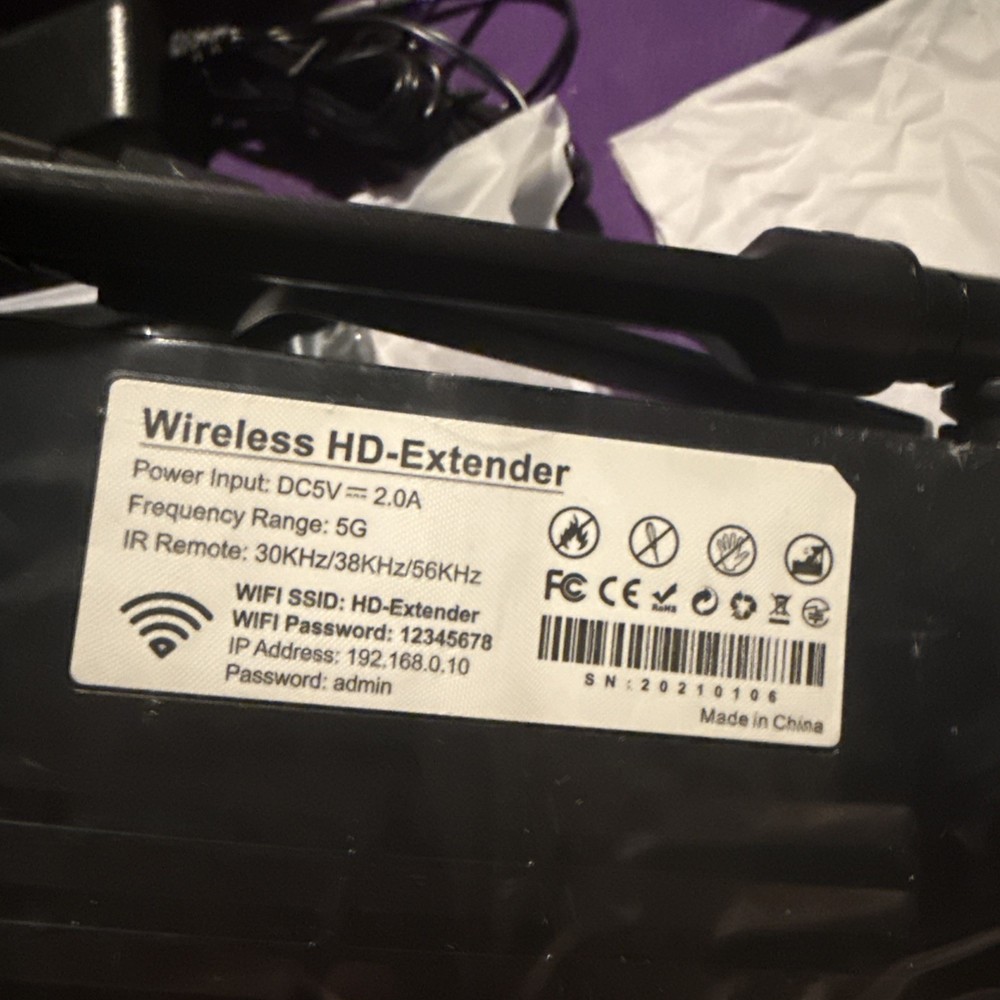 Wireless HD-Extender
Power Input: DC5V⎓2.0A
Frequency Range: 5G
IR Remote: 30KHz/38KHz/56KHz
WIFI SSID: HD-Extender
WIFI Password: 12345678
IP Address: 192.168.0.10
Password: admin
FC CE RoHS
SN:20210106
Made in China